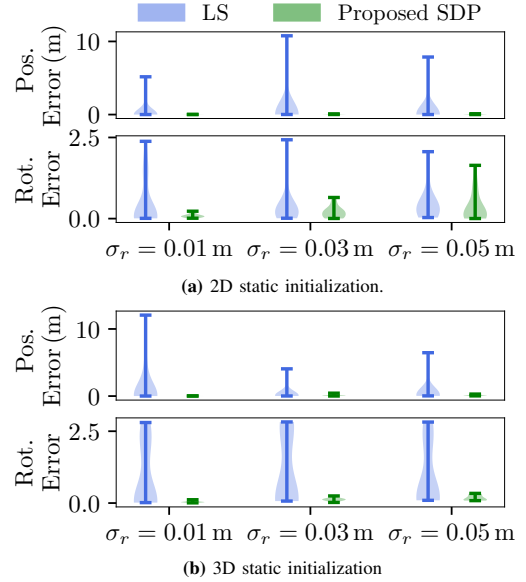 LS Proposed SDP
Pos.
Error (m)
10
0
Rot.
Error
2.5
0.0
σr = 0.01 m σr = 0.03 m σr = 0.05 m
(a) 2D static initialization.
Pos.
Error (m)
10
0
Rot.
Error
2.5
0.0
σr = 0.01 m σr = 0.03 m σr = 0.05 m
(b) 3D static initialization